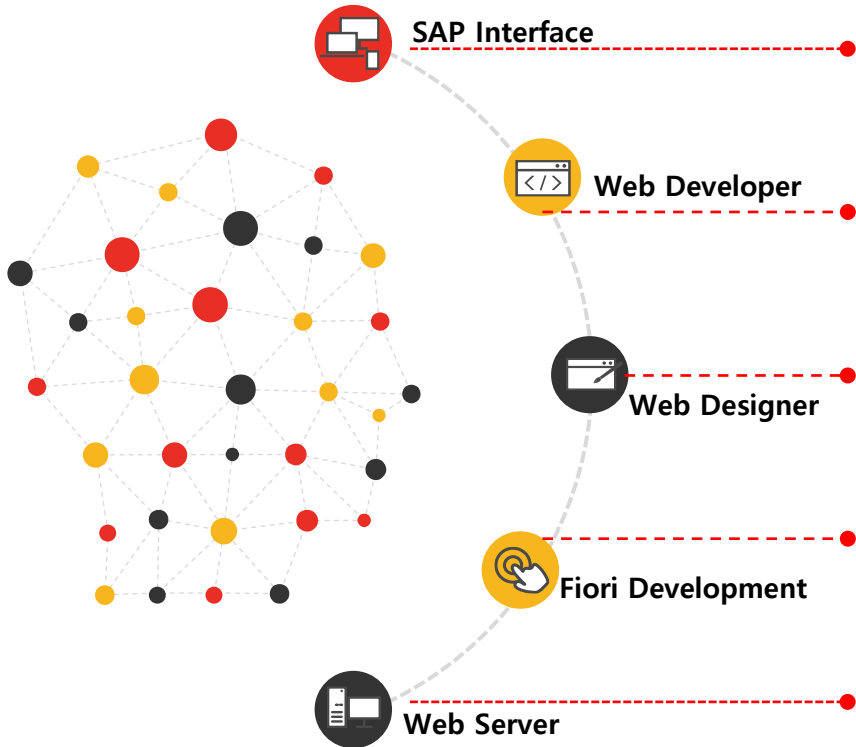 SAP Interface
Web Developer
Web Designer
Fiori Development
Web Server